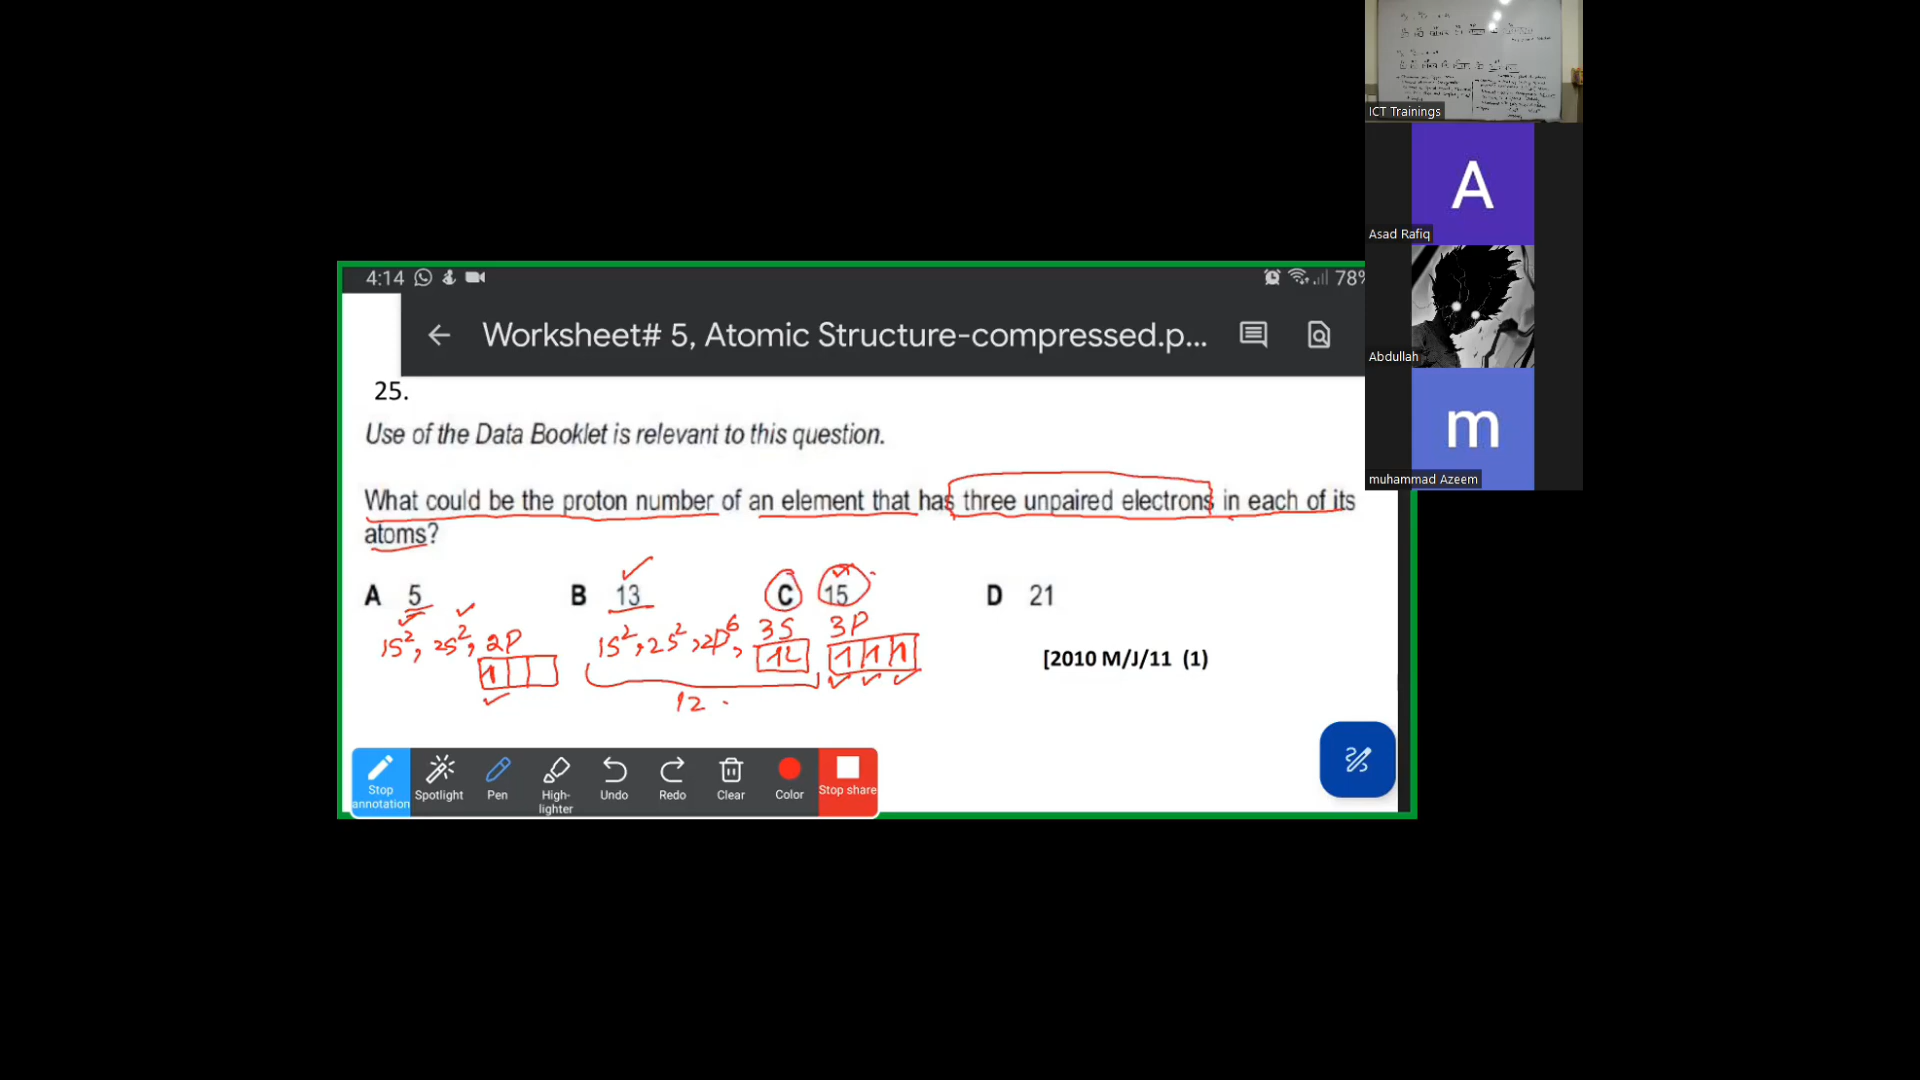 4:14 78%
Worksheet# 5, Atomic Structure-compressed.p...
25.
Use of the Data Booklet is relevant to this question.
What could be the proton number of an element that has three unpaired electrons in each of its
atoms?
A 5 B 13 C 15 D 21
1s², 2s², 2P
1s², 2s², 2P⁶, 3S 3P
12
[2010 M/J/11 (1)
Stop annotation
Spotlight
Pen
High-lighter
Undo
Redo
Clear
Color
Stop share
ICT Trainings
A
Asad Rafiq
Abdullah
m
muhammad Azeem